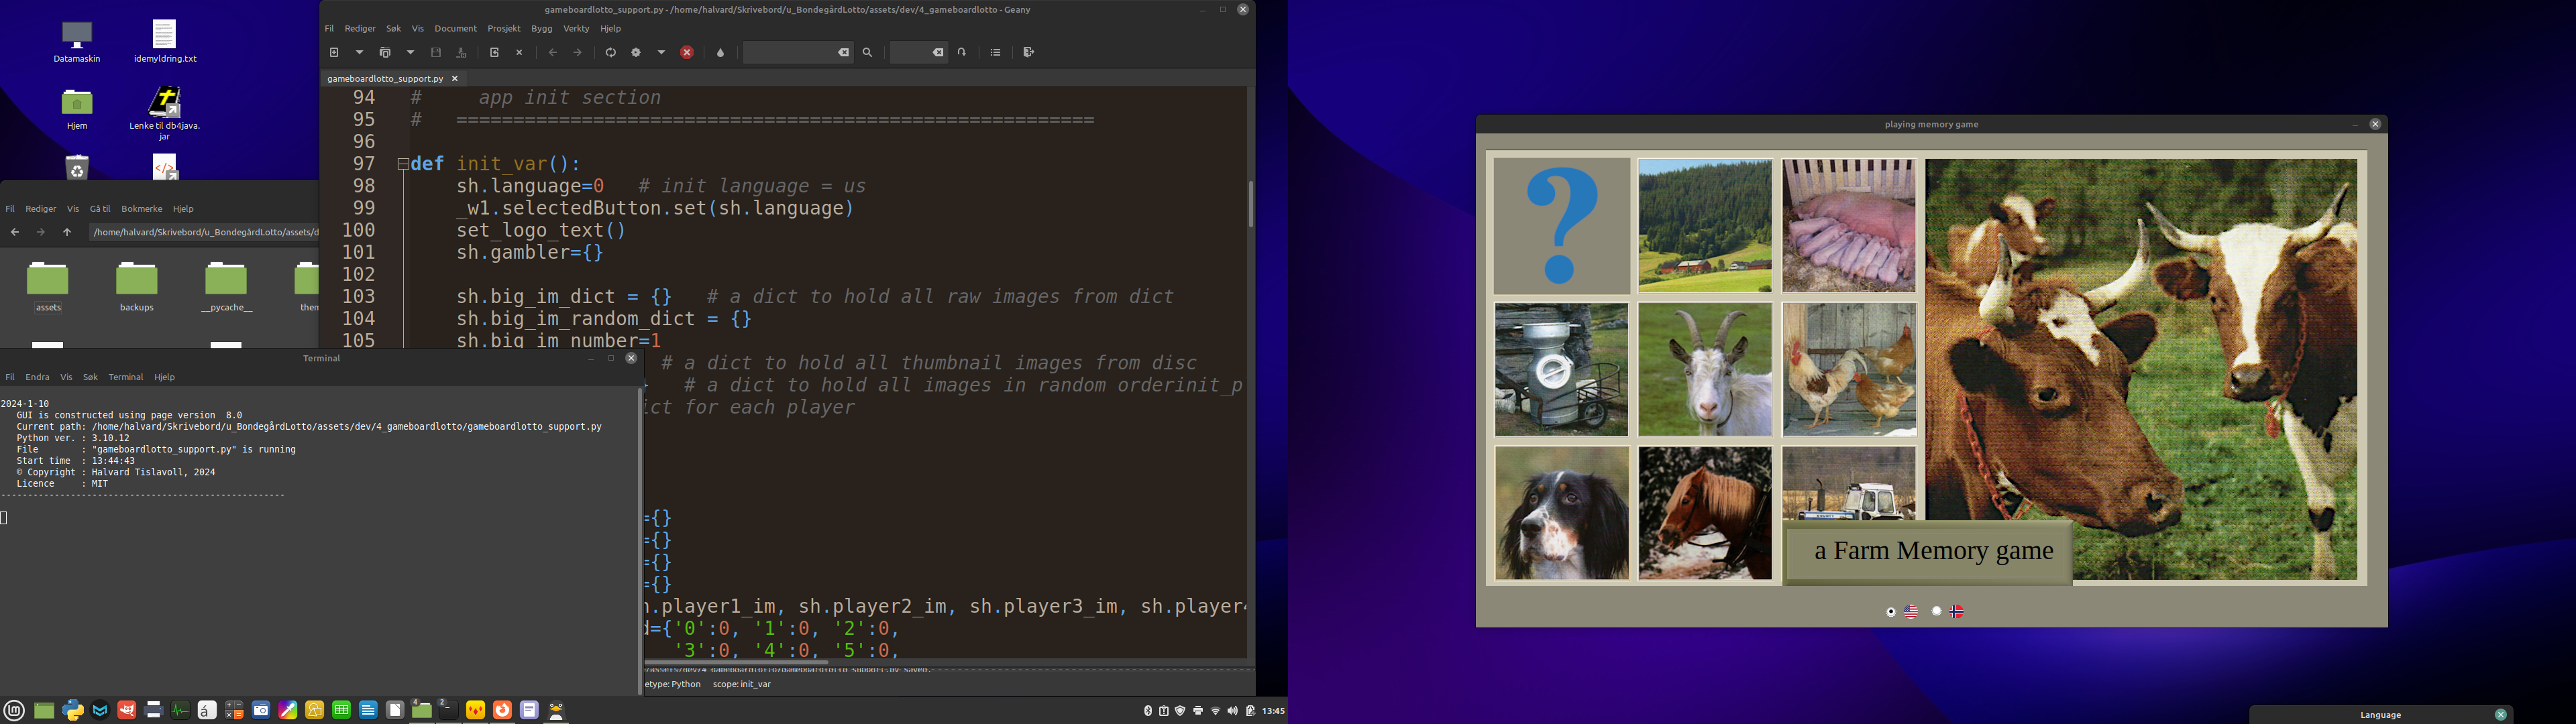 Datamaskin
idemyldring.txt
Hjem
Lenke til db4java.
jar
Fil Rediger Vis Gå til Bokmerke Hjelp
/home/halvard/Skrivebord/u_BondegårdLotto/assets/d
assets
backups
__pycache__
them
gameboardlotto_support.py - /home/halvard/Skrivebord/u_BondegårdLotto/assets/dev/4_gameboardlotto - Geany
Fil Rediger Søk Vis Document Prosjekt Bygg Verkty Hjelp
gameboardlotto_support.py
94 # app init section
95 # ========================================================
96
97 def init_var():
98 sh.language=0 # init language = us
99 _w1.selectedButton.set(sh.language)
100 set_logo_text()
101 sh.gambler={}
102
103 sh.big_im_dict = {} # a dict to hold all raw images from dict
104 sh.big_im_random_dict = {}
105 sh.big_im_number=1
# a dict to hold all thumbnail images from disc
} # a dict to hold all images in random orderinit_p
ict for each player
={}
={}
={}
={}
h.player1_im, sh.player2_im, sh.player3_im, sh.player4
d={'0':0, '1':0, '2':0,
'3':0, '4':0, '5':0,
etype: Python scope: init_var
Terminal
Fil Endra Vis Søk Terminal Hjelp
2024-1-10
GUI is constructed using page version 8.0
Current path: /home/halvard/Skrivebord/u_BondegårdLotto/assets/dev/4_gameboardlotto/gameboardlotto_support.py
Python ver. : 3.10.12
File : "gameboardlotto_support.py" is running
Start time : 13:44:43
© Copyright : Halvard Tislavoll, 2024
Licence : MIT
-----------------------------------------------------
13:45
playing memory game
?
a Farm Memory game
Language